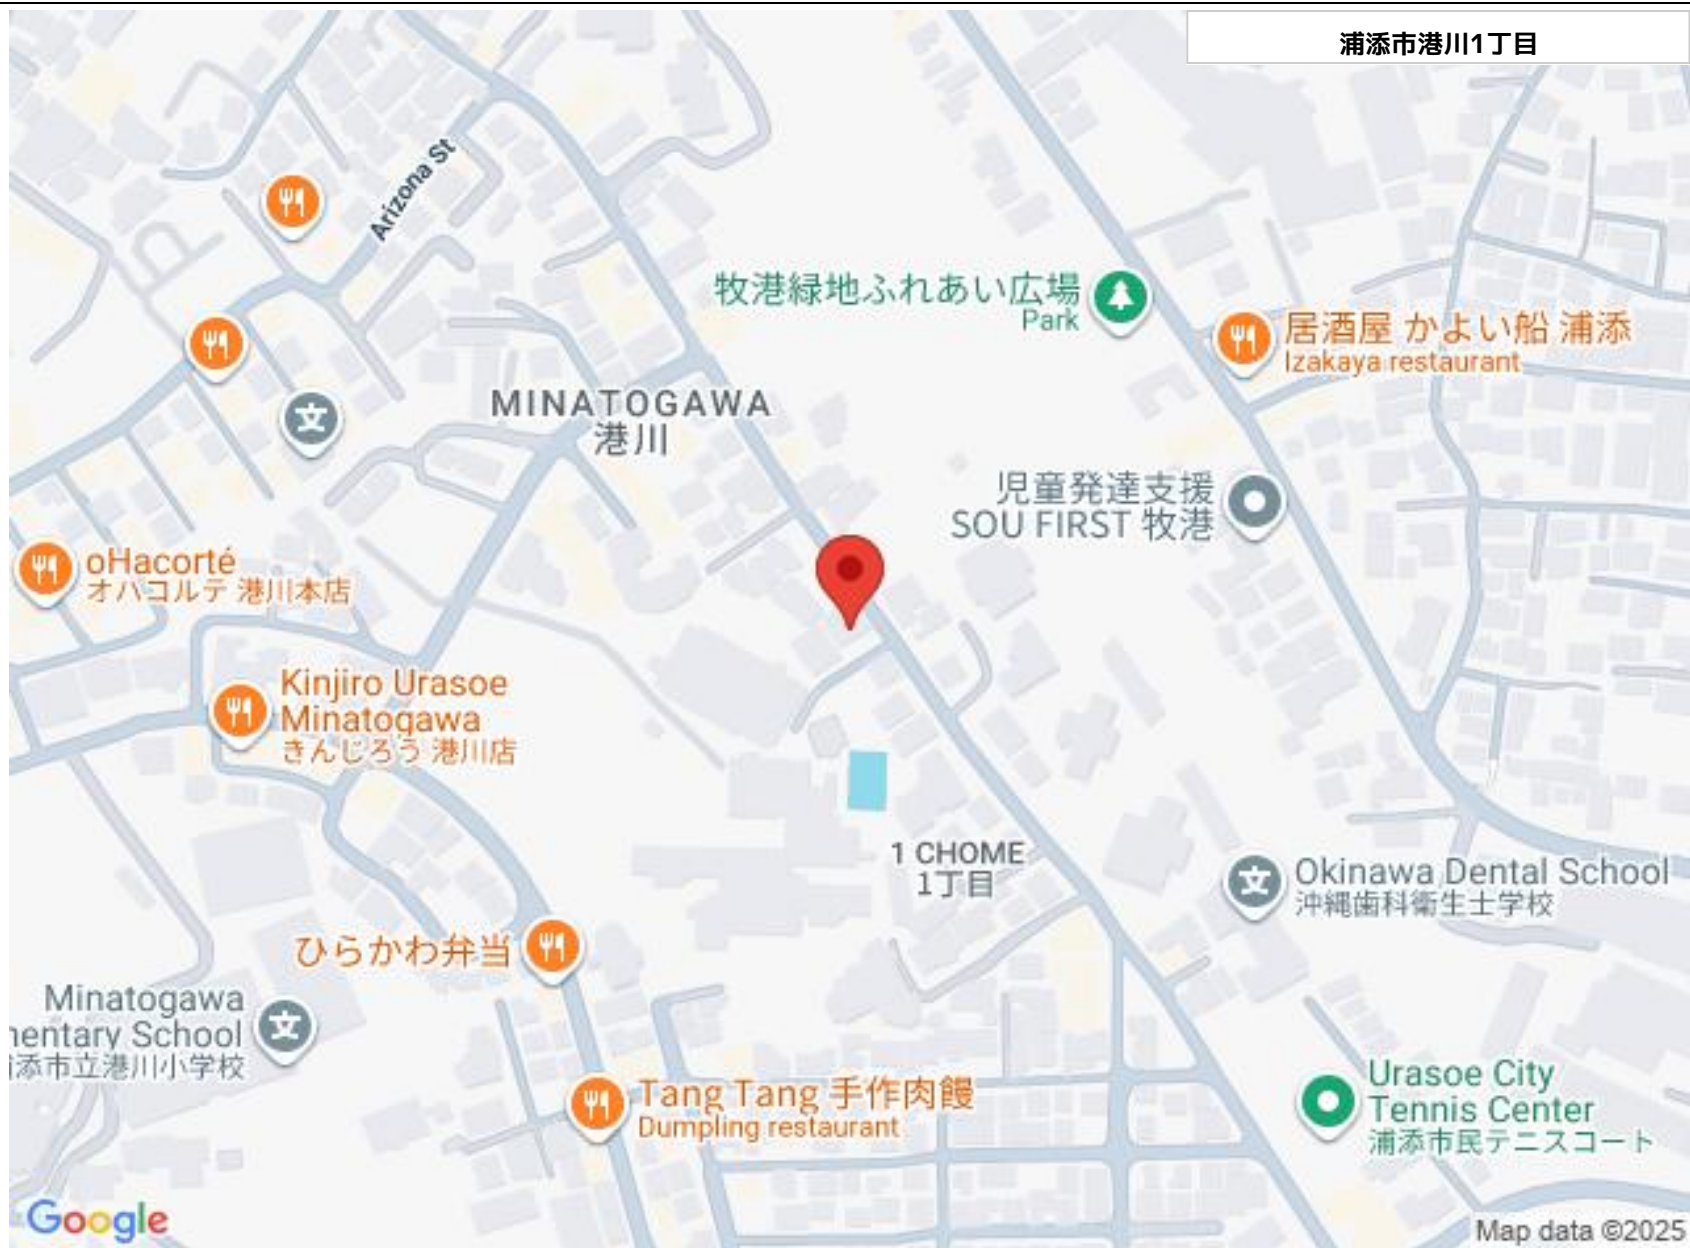 浦添市港川1丁目
Arizona St
牧港緑地ふれあい広場
Park
居酒屋 かよい船 浦添
Izakaya restaurant
MINATOGAWA
港川
児童発達支援
SOU FIRST 牧港
oHacorté
オハコルテ 港川本店
Kinjiro Urasoe
Minatogawa
きんじろう 港川店
1 CHOME
1丁目
Okinawa Dental School
沖縄歯科衛生士学校
ひらかわ弁当
Minatogawa
mentary School
浦添市立港川小学校
Tang Tang 手作肉饅
Dumpling restaurant
Urasoe City
Tennis Center
浦添市民テニスコート
Google
Map data ©2025